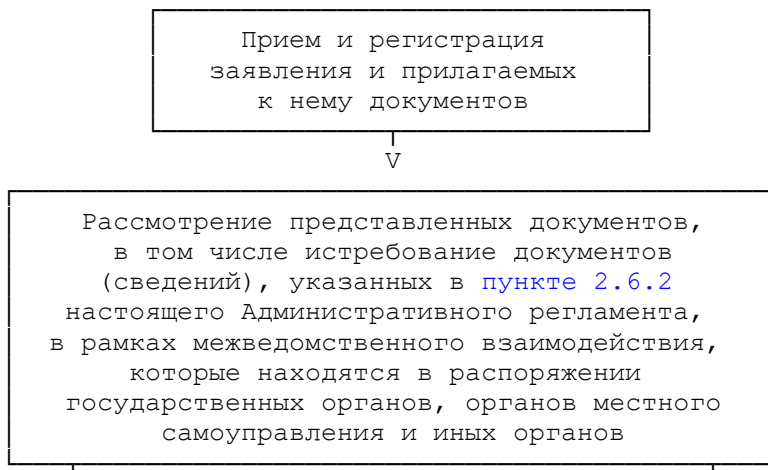 Прием и регистрация
заявления и прилагаемых
к нему документов
V
Рассмотрение представленных документов,
в том числе истребование документов
(сведений), указанных в пункте 2.6.2
настоящего Административного регламента,
в рамках межведомственного взаимодействия,
которые находятся в распоряжении
государственных органов, органов местного
самоуправления и иных органов